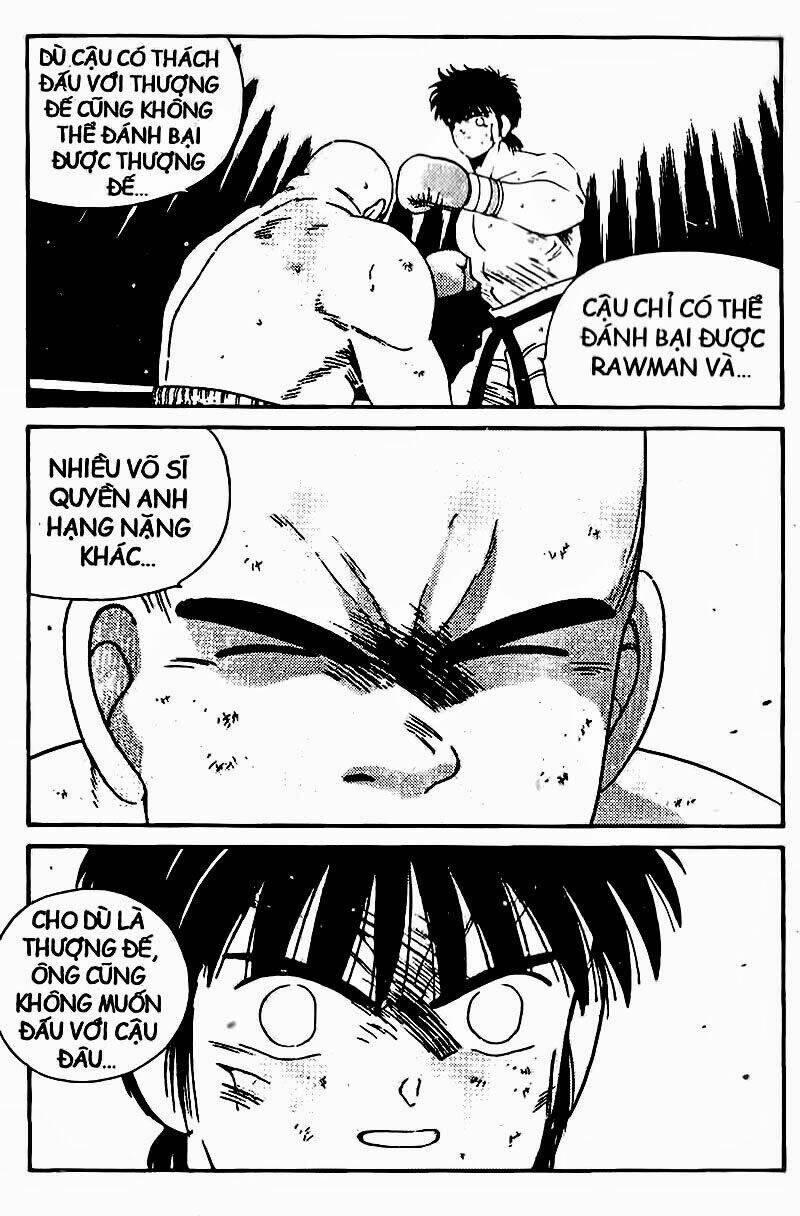 DÙ CẬU CÓ THÁCH
ĐẤU VỚI THƯỢNG
ĐẾ CŨNG KHÔNG
THỂ ĐÁNH BẠI
ĐƯỢC THƯỢNG
ĐẾ...
CẬU CHỈ CÓ THỂ
ĐÁNH BẠI ĐƯỢC
RAWMAN VÀ...
NHIỀU VÕ SĨ
QUYỀN ANH
HẠNG NẶNG
KHÁC...
CHO DÙ LÀ
THƯỢNG ĐẾ,
ÔNG CŨNG
KHÔNG MUỐN
ĐẤU VỚI CẬU
ĐÂU...